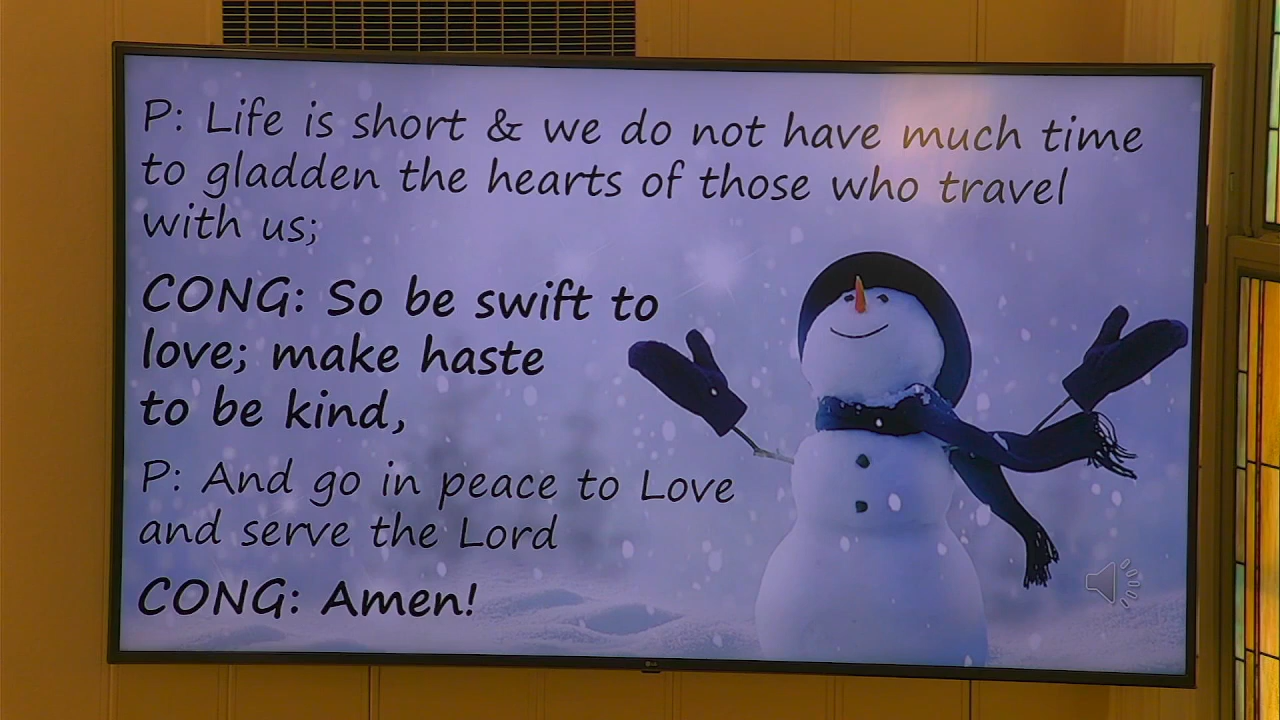 P: Life is short & we do not have much time
to gladden the hearts of those who travel
with us;
CONG: So be swift to
love; make haste
to be kind,
P: And go in peace to Love
and serve the Lord
CONG: Amen!
LG